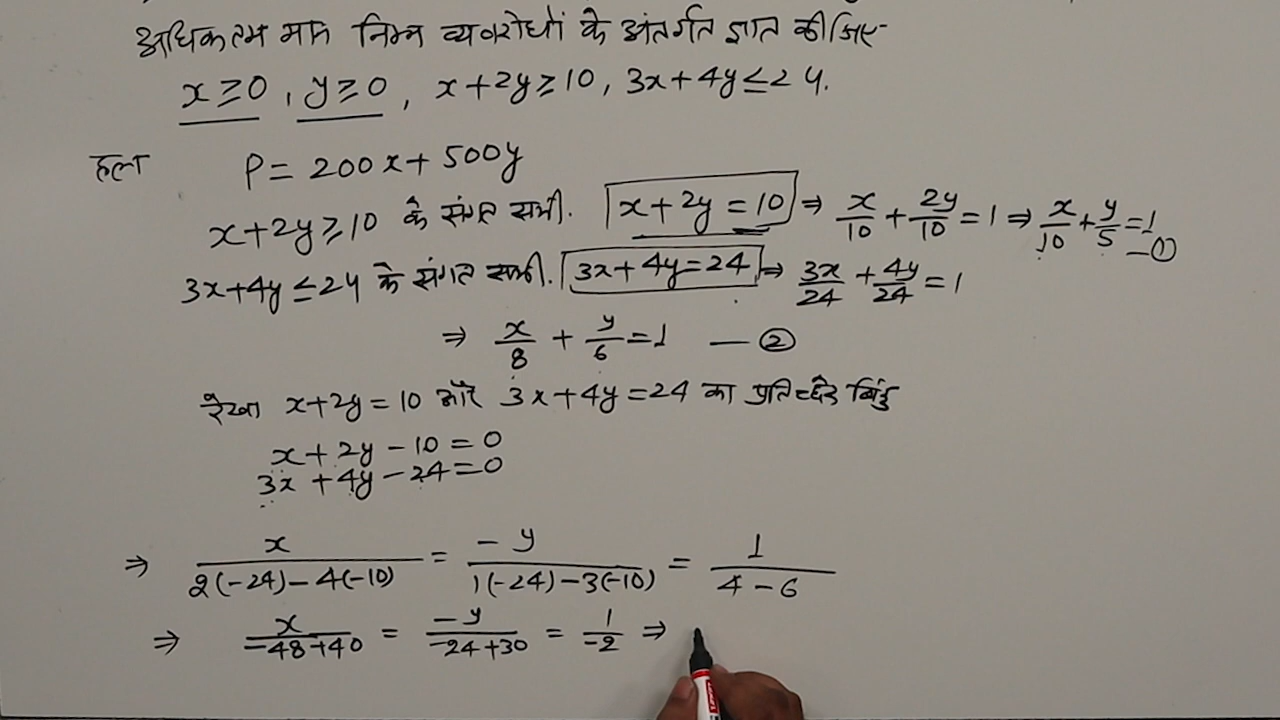 अधिकतम मान निम्न व्यवरोधों के अंतर्गत ज्ञात कीजिए-
x ≥ 0, y ≥ 0, x + 2y ≥ 10, 3x + 4y ≤ 24.
हल P = 200x + 500y
x + 2y ≥ 10 के संगत समी. x + 2y = 10 ⇒ x/10 + 2y/10 = 1 ⇒ x/10 + y/5 = 1 —①
3x + 4y ≤ 24 के संगत समी. 3x + 4y = 24 ⇒ 3x/24 + 4y/24 = 1
⇒ x/8 + y/6 = 1 — ②
रेखा x + 2y = 10 और 3x + 4y = 24 का प्रतिच्छेद बिंदु
x + 2y - 10 = 0
3x + 4y - 24 = 0
⇒ x/(2(-24) - 4(-10)) = -y/(1(-24) - 3(-10)) = 1/(4 - 6)
⇒ x/(-48+40) = -y/(-24+30) = 1/-2 ⇒